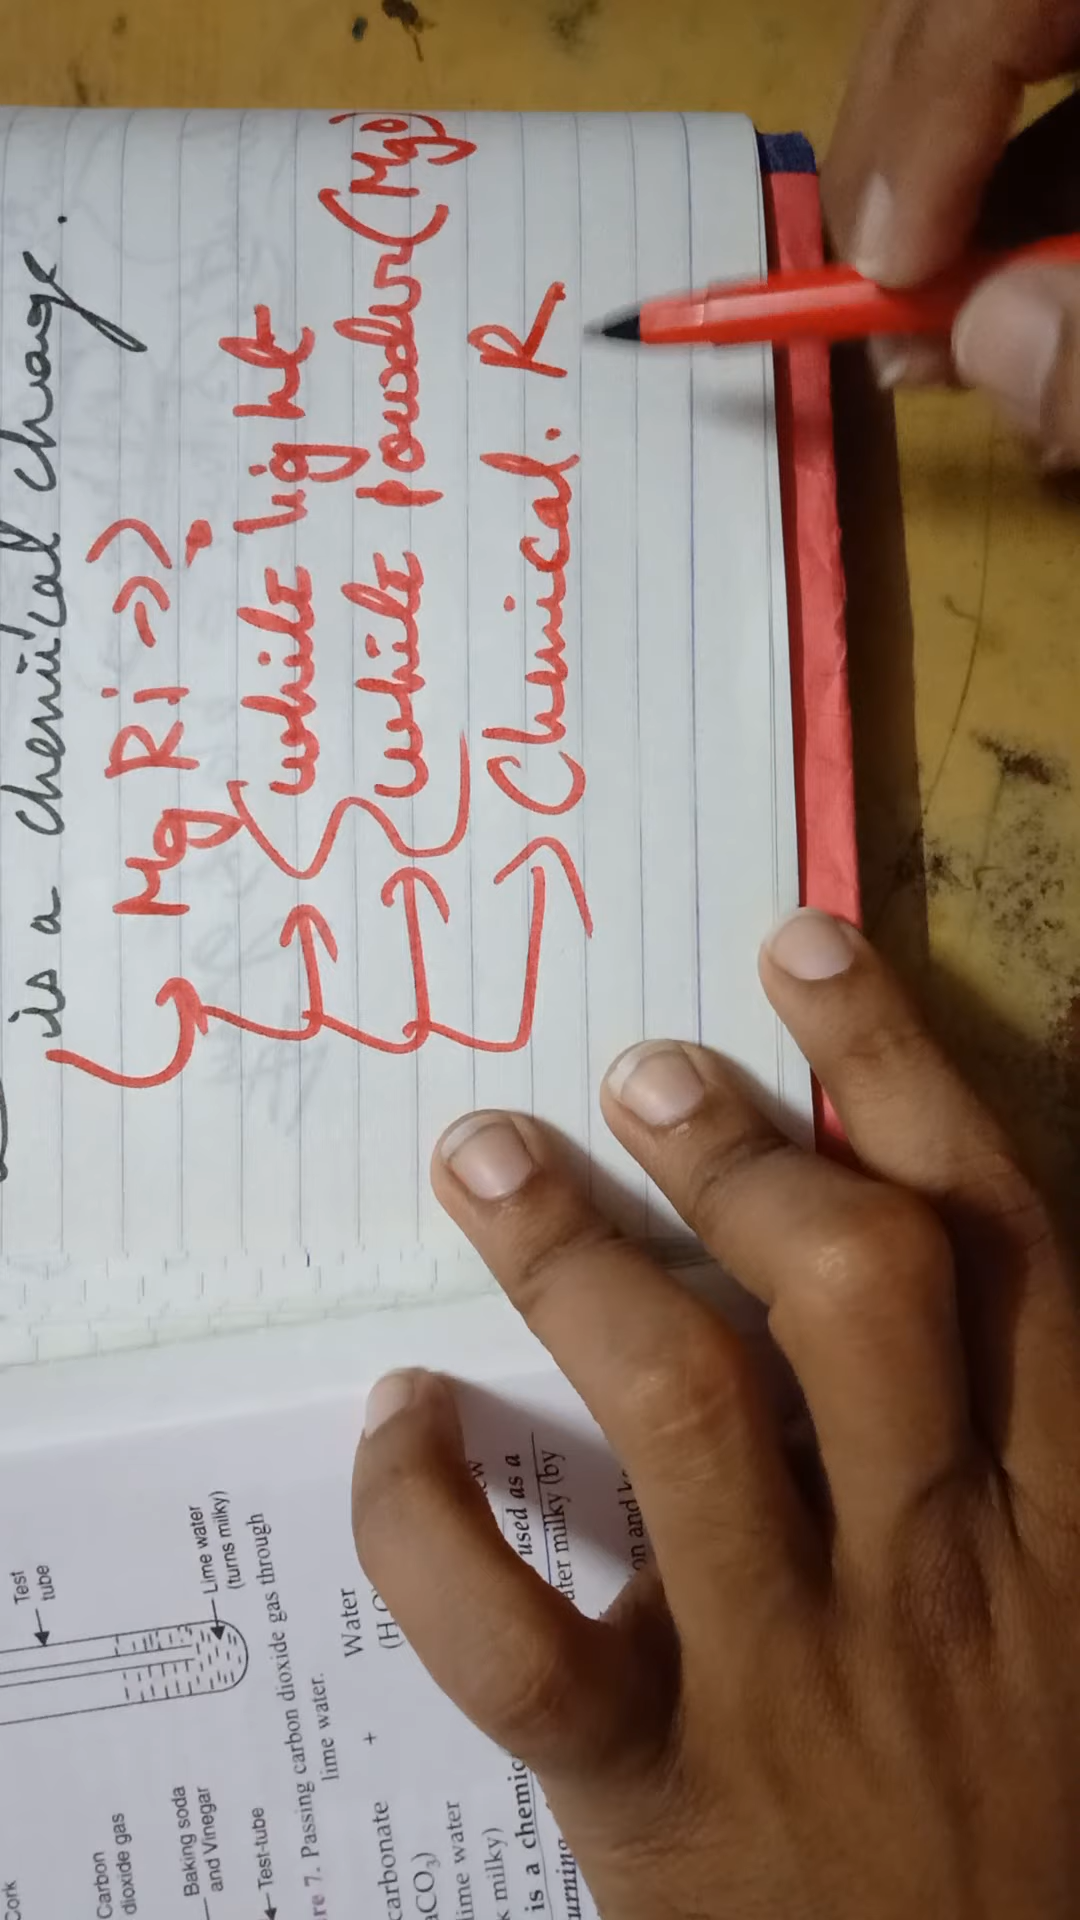 is a chemical change.
Mg Ri →
white light
white powder (MgO)
Chemical. R
Cork
Test
tube
Carbon
dioxide gas
Lime water
(turns milky)
Baking soda
and Vinegar
Test-tube
re 7. Passing carbon dioxide gas through
lime water.
carbonate + Water
aCO3) (H
lime water
milky) used as a
is a chemic ter milky (by
urning on and